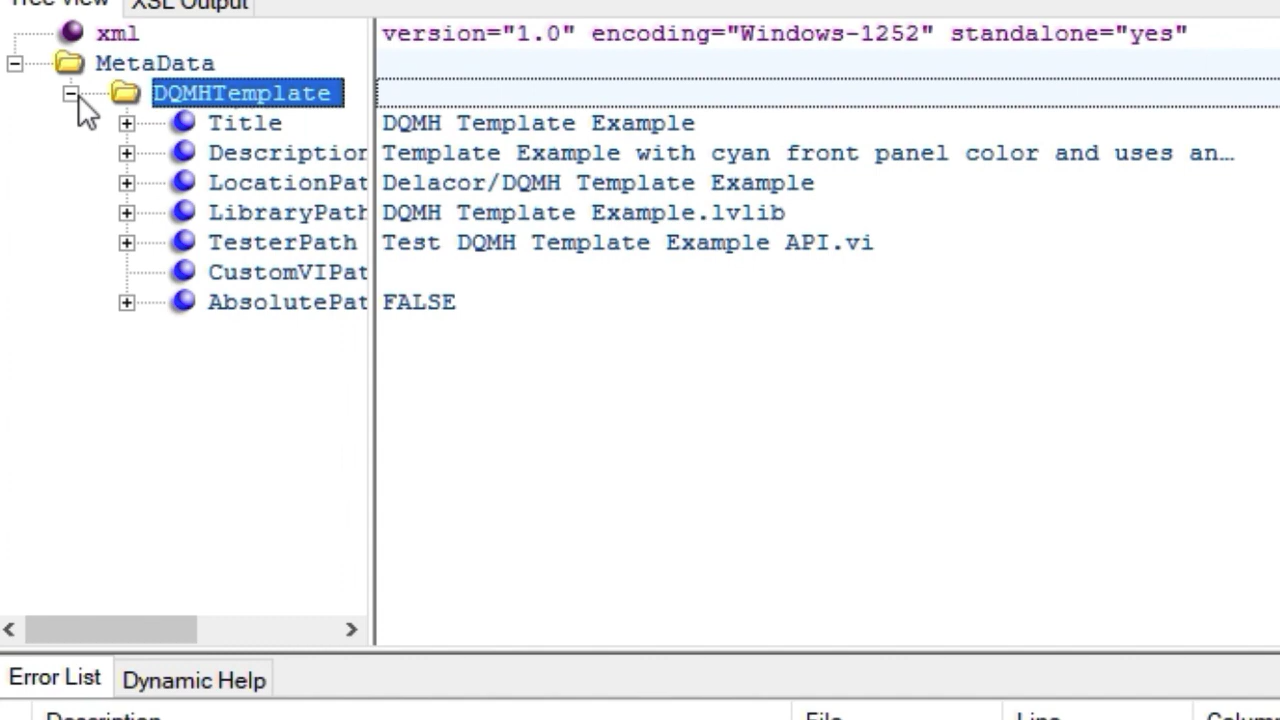 Tree View XSL Output
xml version="1.0" encoding="Windows-1252" standalone="yes"
MetaData
DQMHTemplate
Title DQMH Template Example
Description Template Example with cyan front panel color and uses an…
LocationPat Delacor/DQMH Template Example
LibraryPath DQMH Template Example.lvlib
TesterPath Test DQMH Template Example API.vi
CustomVIPat
AbsolutePat FALSE
Error List Dynamic Help
Description File Line Column